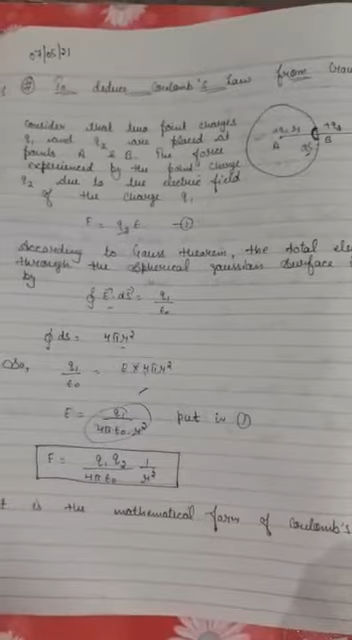 07/05/21
To deduce Coulomb's Law from Gau
Consider that two point charges
q₁ and q₂ are placed at
points A & B. The force
experienced by the point charge
q₂ due to the electric field
of the charge q₁
+q₁ r +q₂
A ds B
F = q₂ E —①
According to Gauss theorem, the total ele
through the spherical gaussian surface i
by
∮ E⃗.ds⃗ = q₁/ε₀
∮ ds = 4πr²
So, q₁/ε₀ = E × 4πr²
E = q₁/4πε₀.r² put in ①
F = q₁ q₂/4πε₀ 1/r²
t is the mathematical form of Coulomb's